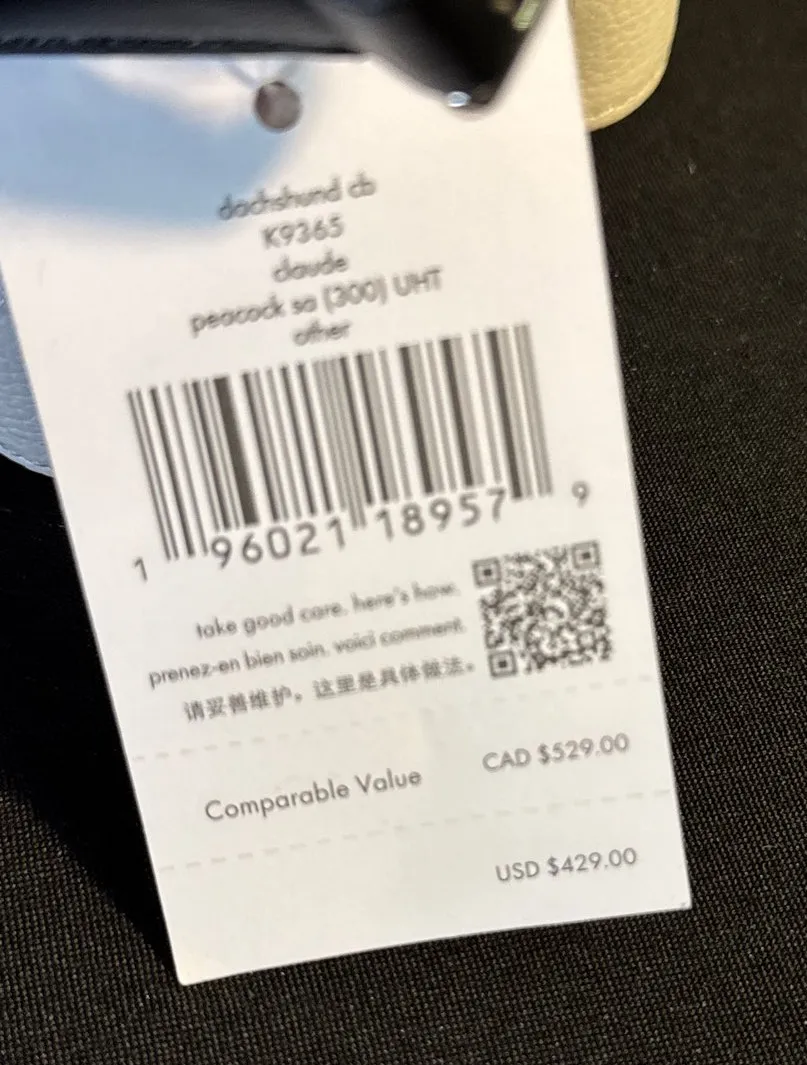 dachshund cb
K9365
claude
peacock sa (300) UHT
other
1 96021 18957 9
take good care. here's how.
prenez-en bien soin. voici comment.
请妥善维护。这里是具体做法。
Comparable Value CAD $529.00
USD $429.00